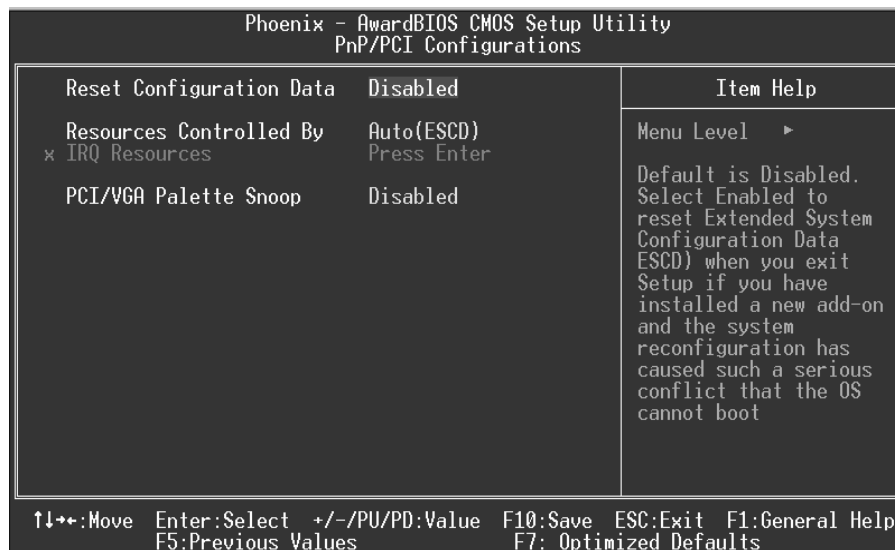 Phoenix - AwardBIOS CMOS Setup Utility
PnP/PCI Configurations
Reset Configuration Data Disabled
Resources Controlled By Auto(ESCD)
x IRQ Resources Press Enter
PCI/VGA Palette Snoop Disabled
Item Help
Menu Level ►
Default is Disabled.
Select Enabled to
reset Extended System
Configuration Data
ESCD) when you exit
Setup if you have
installed a new add-on
and the system
reconfiguration has
caused such a serious
conflict that the OS
cannot boot
↑↓→←:Move Enter:Select +/-/PU/PD:Value F10:Save ESC:Exit F1:General Help
F5:Previous Values F7: Optimized Defaults